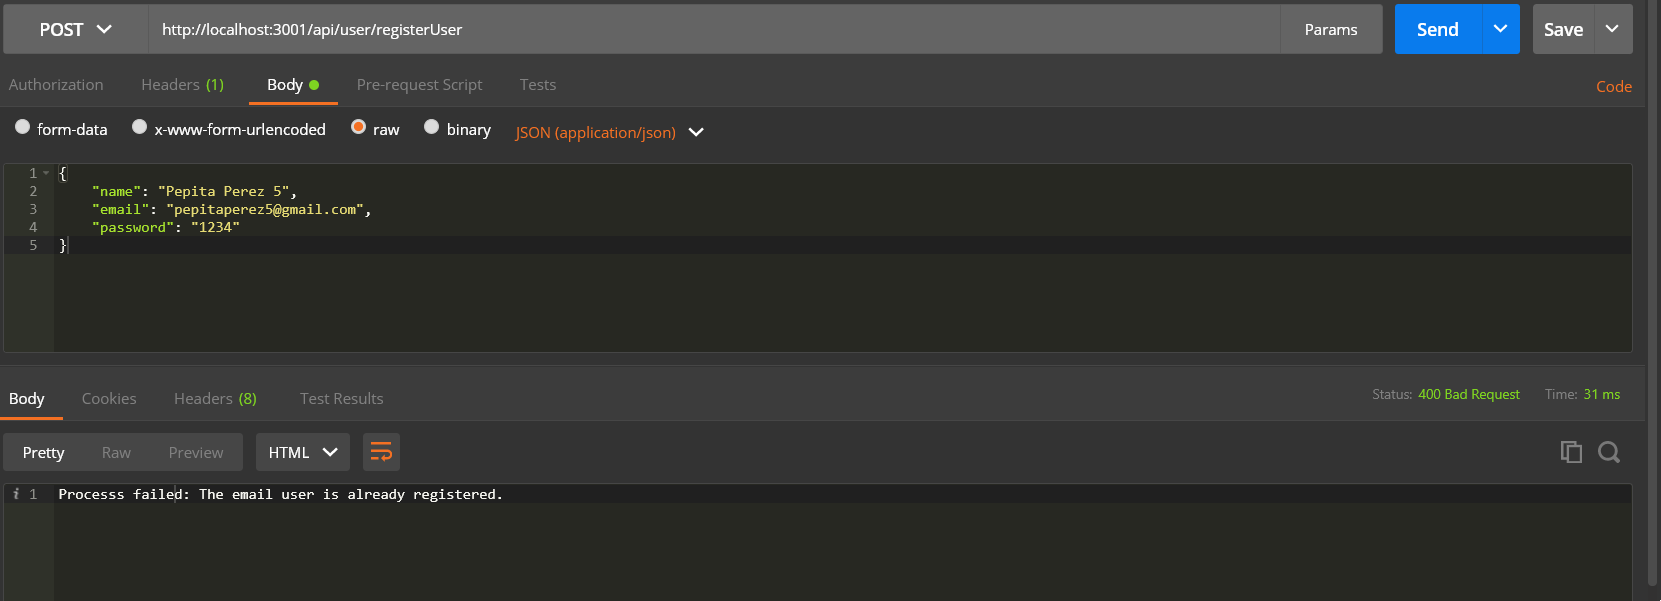 POST http://localhost:3001/api/user/registerUser Params Send Save
Authorization Headers (1) Body Pre-request Script Tests Code
form-data x-www-form-urlencoded raw binary JSON (application/json)
1 {
2 "name": "Pepita Perez 5",
3 "email": "pepitaperez5@gmail.com",
4 "password": "1234"
5 }
Body Cookies Headers (8) Test Results Status: 400 Bad Request Time: 31 ms
Pretty Raw Preview HTML
i 1 Processs failed: The email user is already registered.